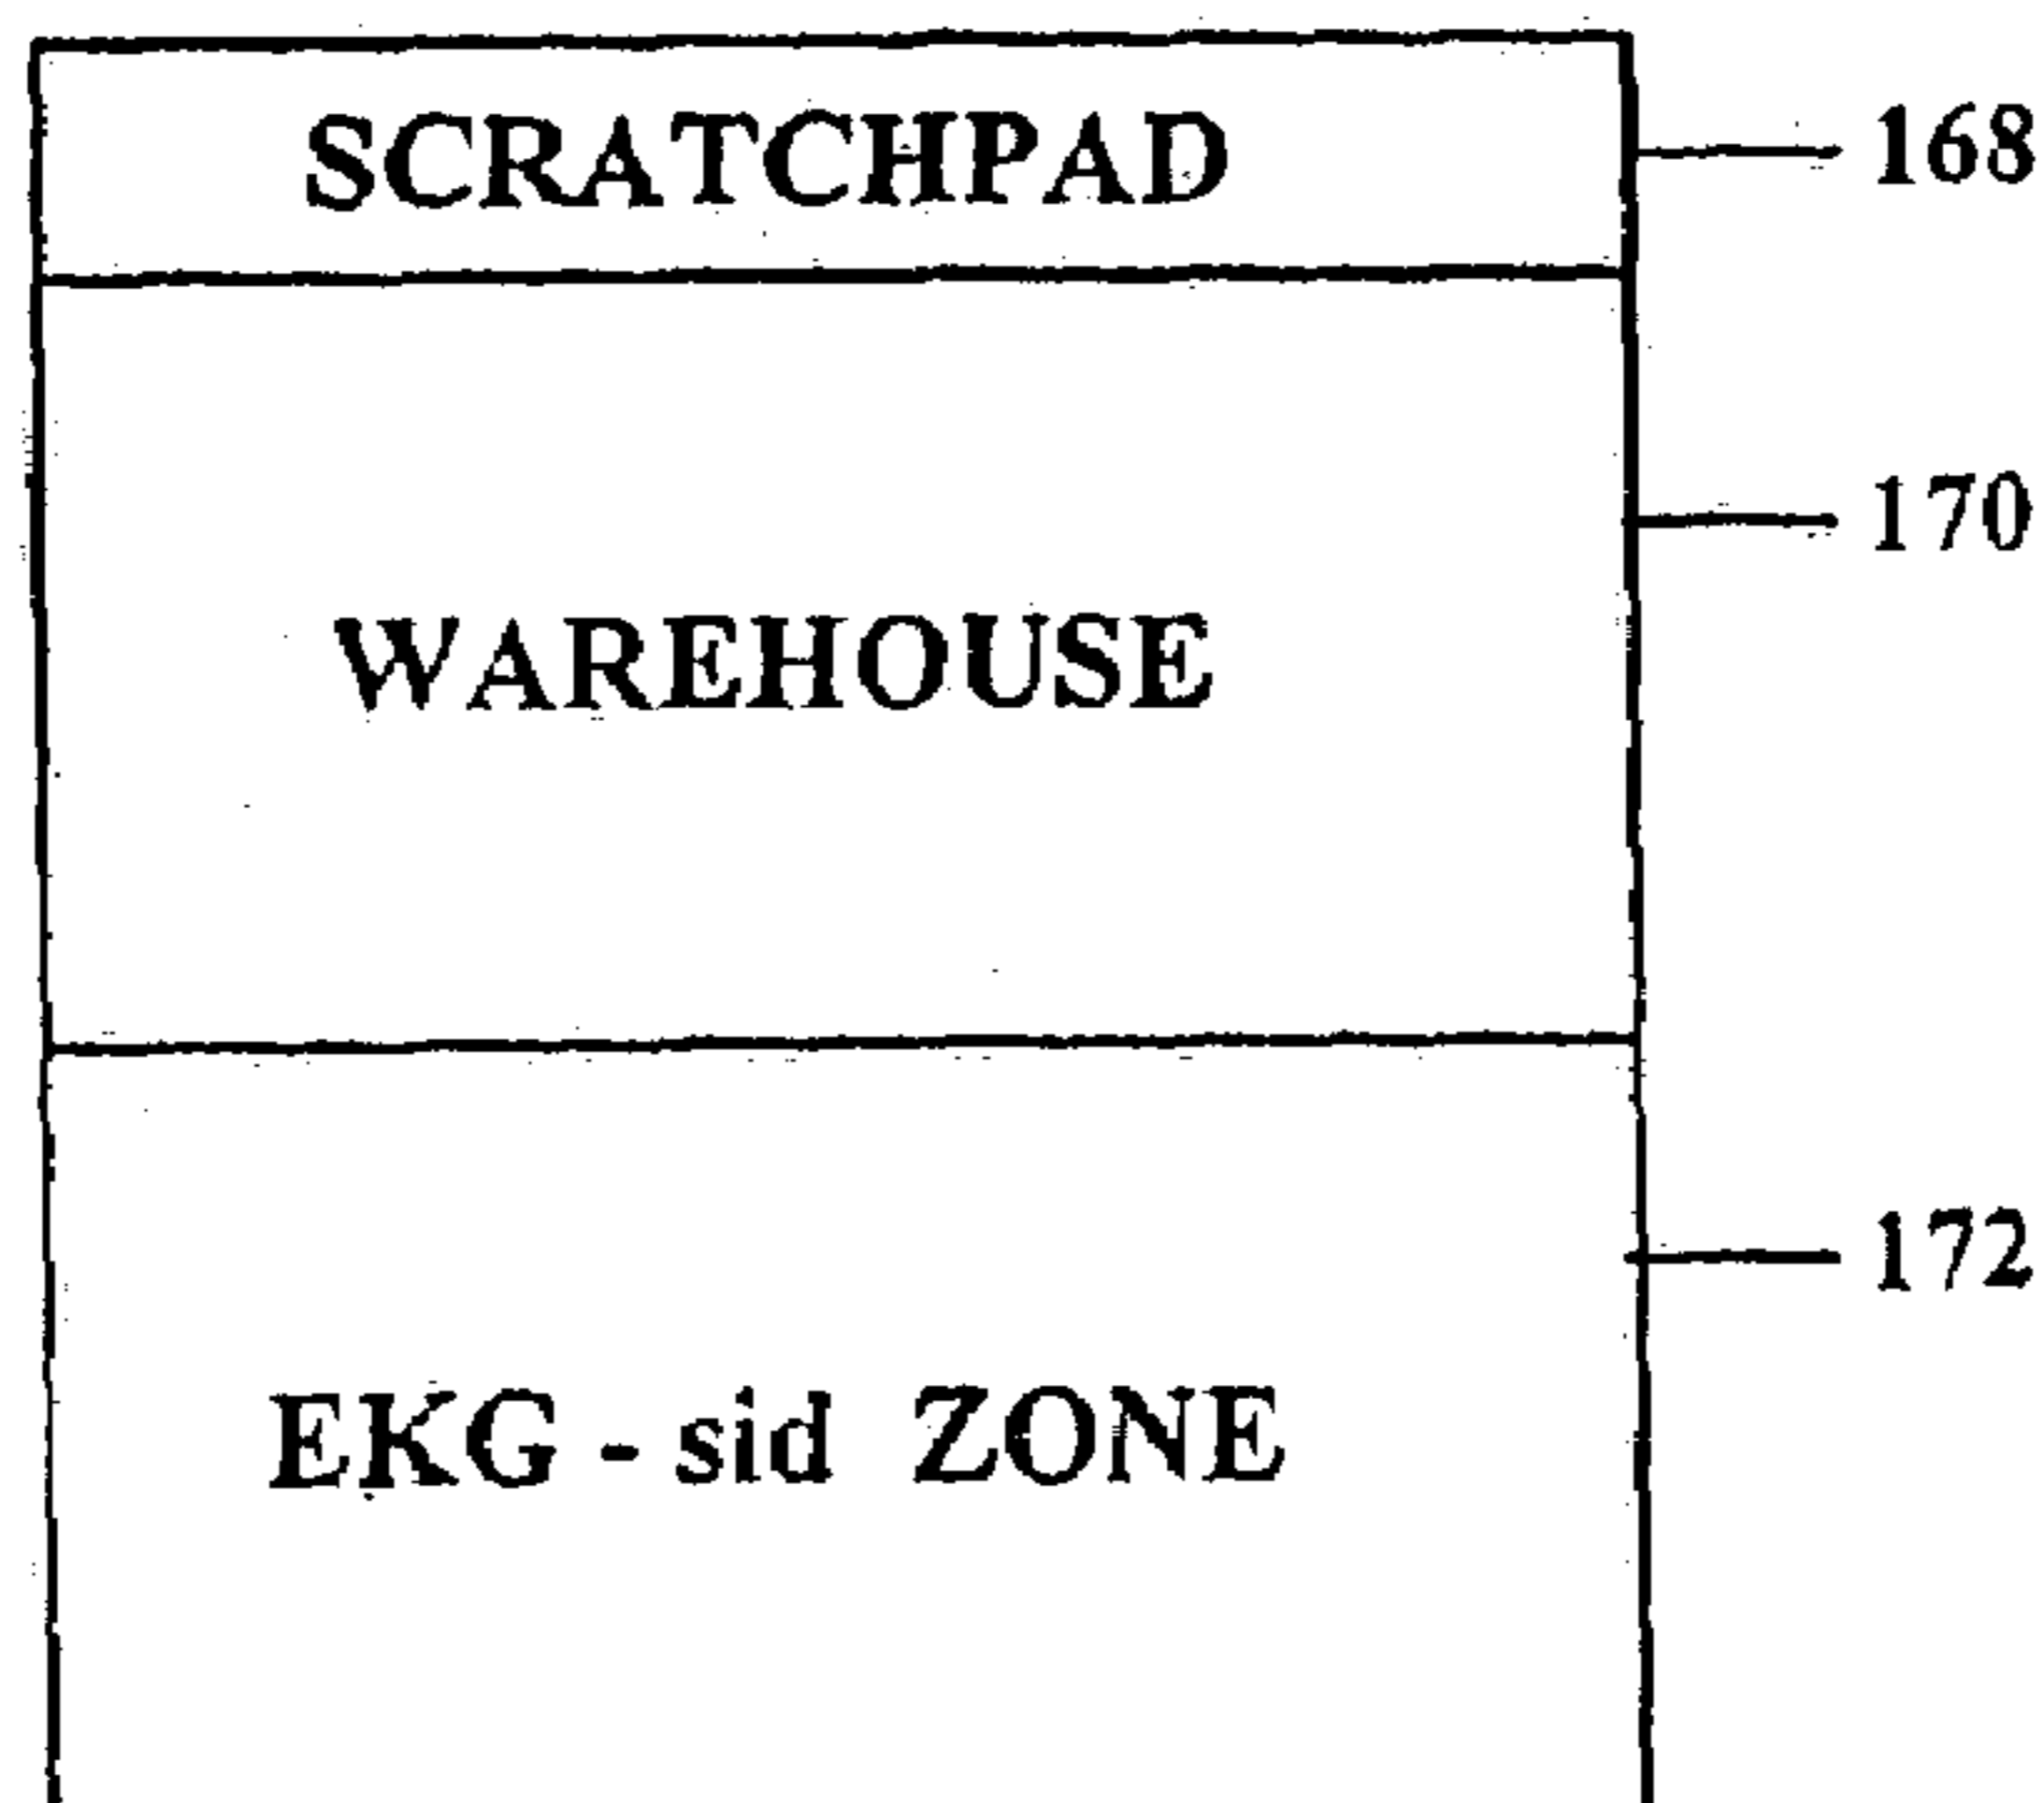 SCRATCHPAD 168
170
WAREHOUSE
172
EKG - sid ZONE